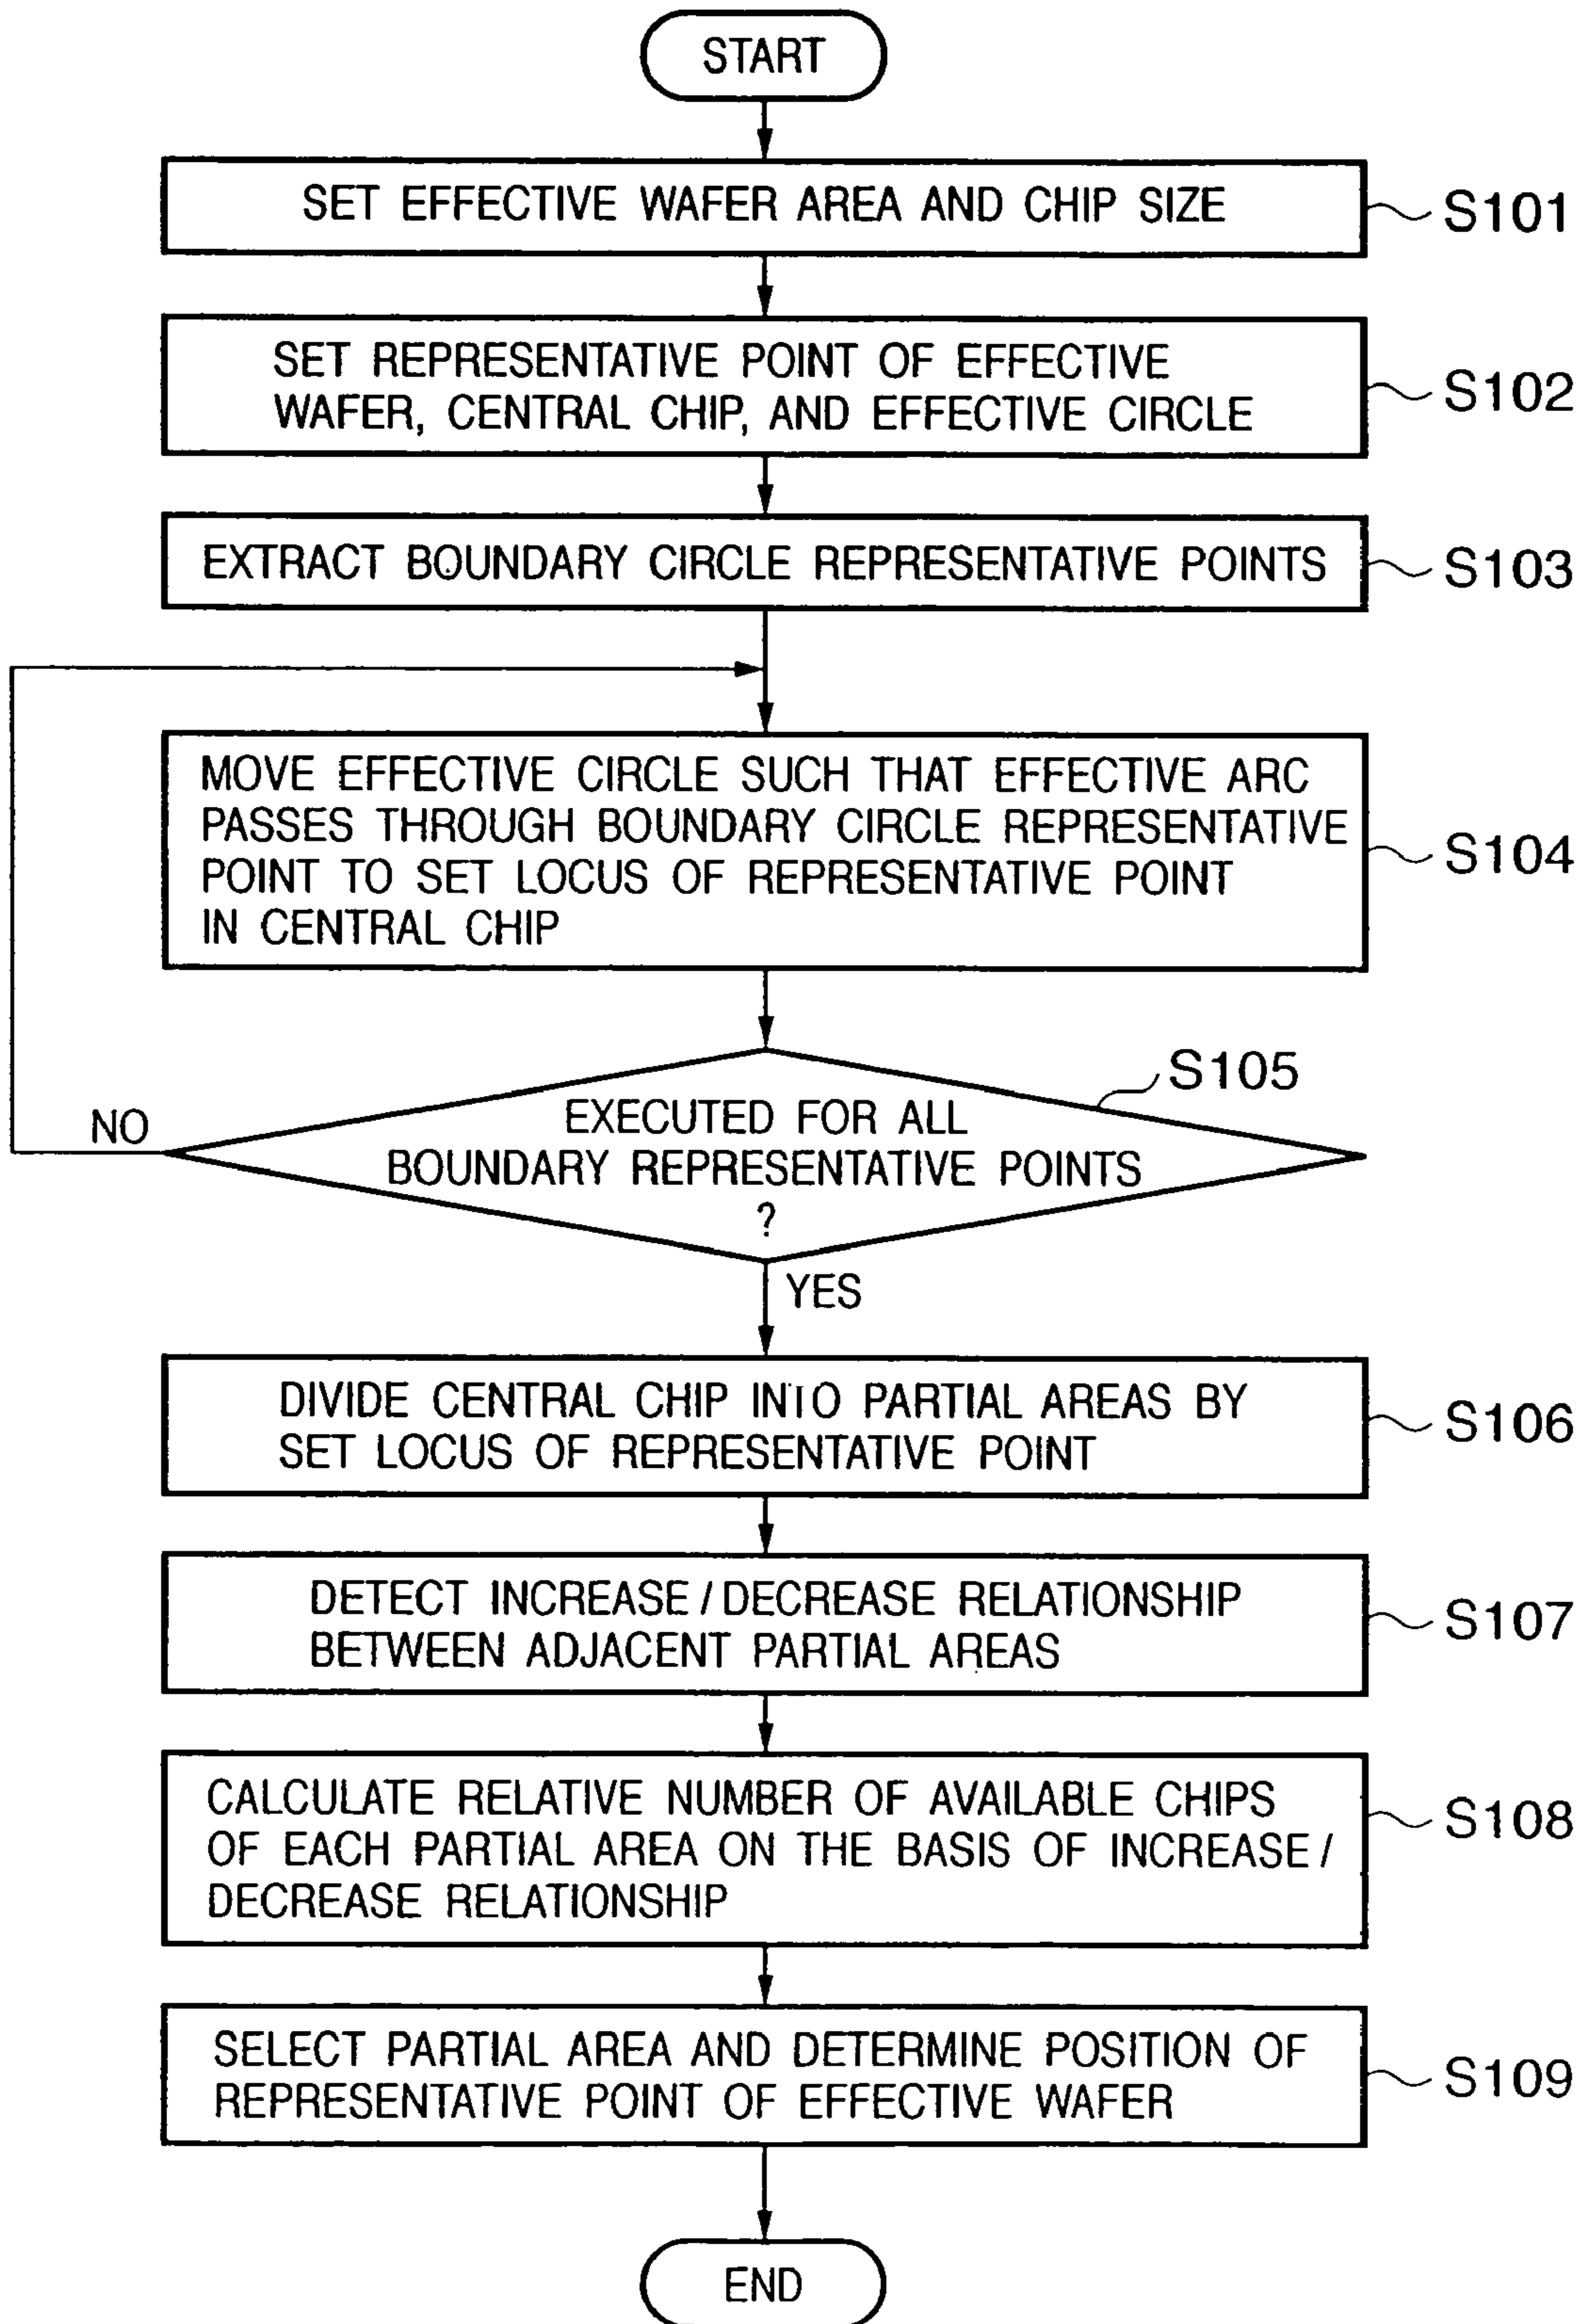 START
SET EFFECTIVE WAFER AREA AND CHIP SIZE
S101
SET REPRESENTATIVE POINT OF EFFECTIVE
WAFER, CENTRAL CHIP, AND EFFECTIVE CIRCLE
S102
EXTRACT BOUNDARY CIRCLE REPRESENTATIVE POINTS
S103
MOVE EFFECTIVE CIRCLE SUCH THAT EFFECTIVE ARC
PASSES THROUGH BOUNDARY CIRCLE REPRESENTATIVE
POINT TO SET LOCUS OF REPRESENTATIVE POINT
IN CENTRAL CHIP
S104
S105
EXECUTED FOR ALL
BOUNDARY REPRESENTATIVE POINTS
?
NO
YES
DIVIDE CENTRAL CHIP INTO PARTIAL AREAS BY
SET LOCUS OF REPRESENTATIVE POINT
S106
DETECT INCREASE / DECREASE RELATIONSHIP
BETWEEN ADJACENT PARTIAL AREAS
S107
CALCULATE RELATIVE NUMBER OF AVAILABLE CHIPS
OF EACH PARTIAL AREA ON THE BASIS OF INCREASE /
DECREASE RELATIONSHIP
S108
SELECT PARTIAL AREA AND DETERMINE POSITION OF
REPRESENTATIVE POINT OF EFFECTIVE WAFER
S109
END